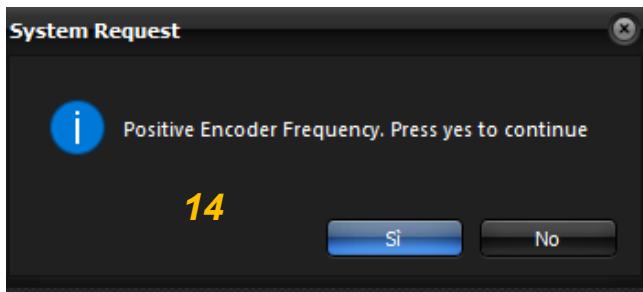 System Request
Positive Encoder Frequency. Press yes to continue
14
Sì No